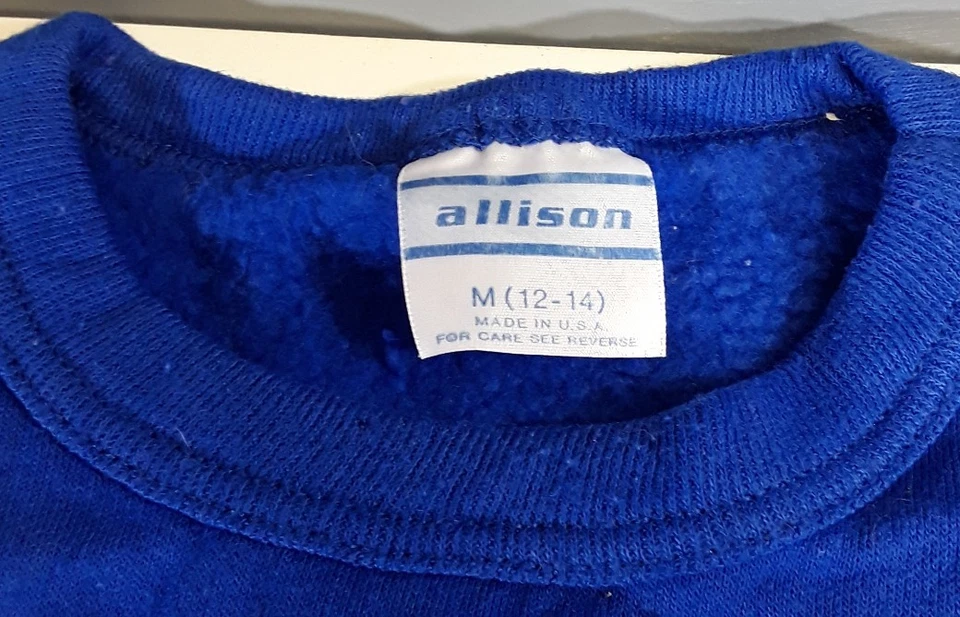 allison
M (12-14)
MADE IN U.S.A.
FOR CARE SEE REVERSE